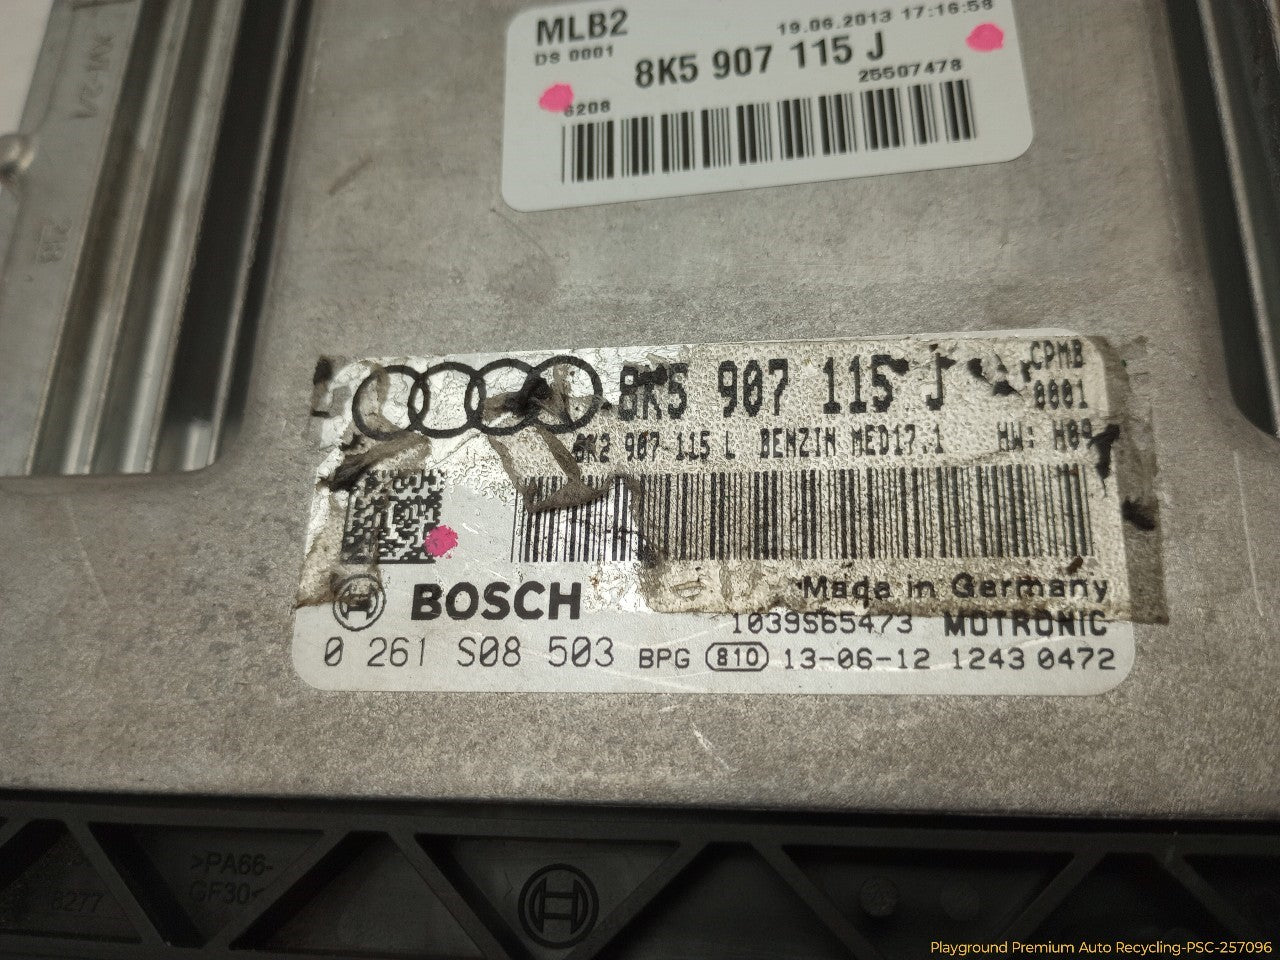 MLB2
19.06.2013 17:16:58
DS 0001
8K5 907 115 J
25507478
6208
8K5 907 115 J
CPMB
0001
8K2 907 115 L BENZIN MED17.1 HW: H09
BOSCH
Made in Germany
1039S65473 MOTRONIC
0 261 S08 503 BPG 810 13-06-12 1243 0472
>PA66-
GF30<
8277
Playground Premium Auto Recycling-PSC-257096